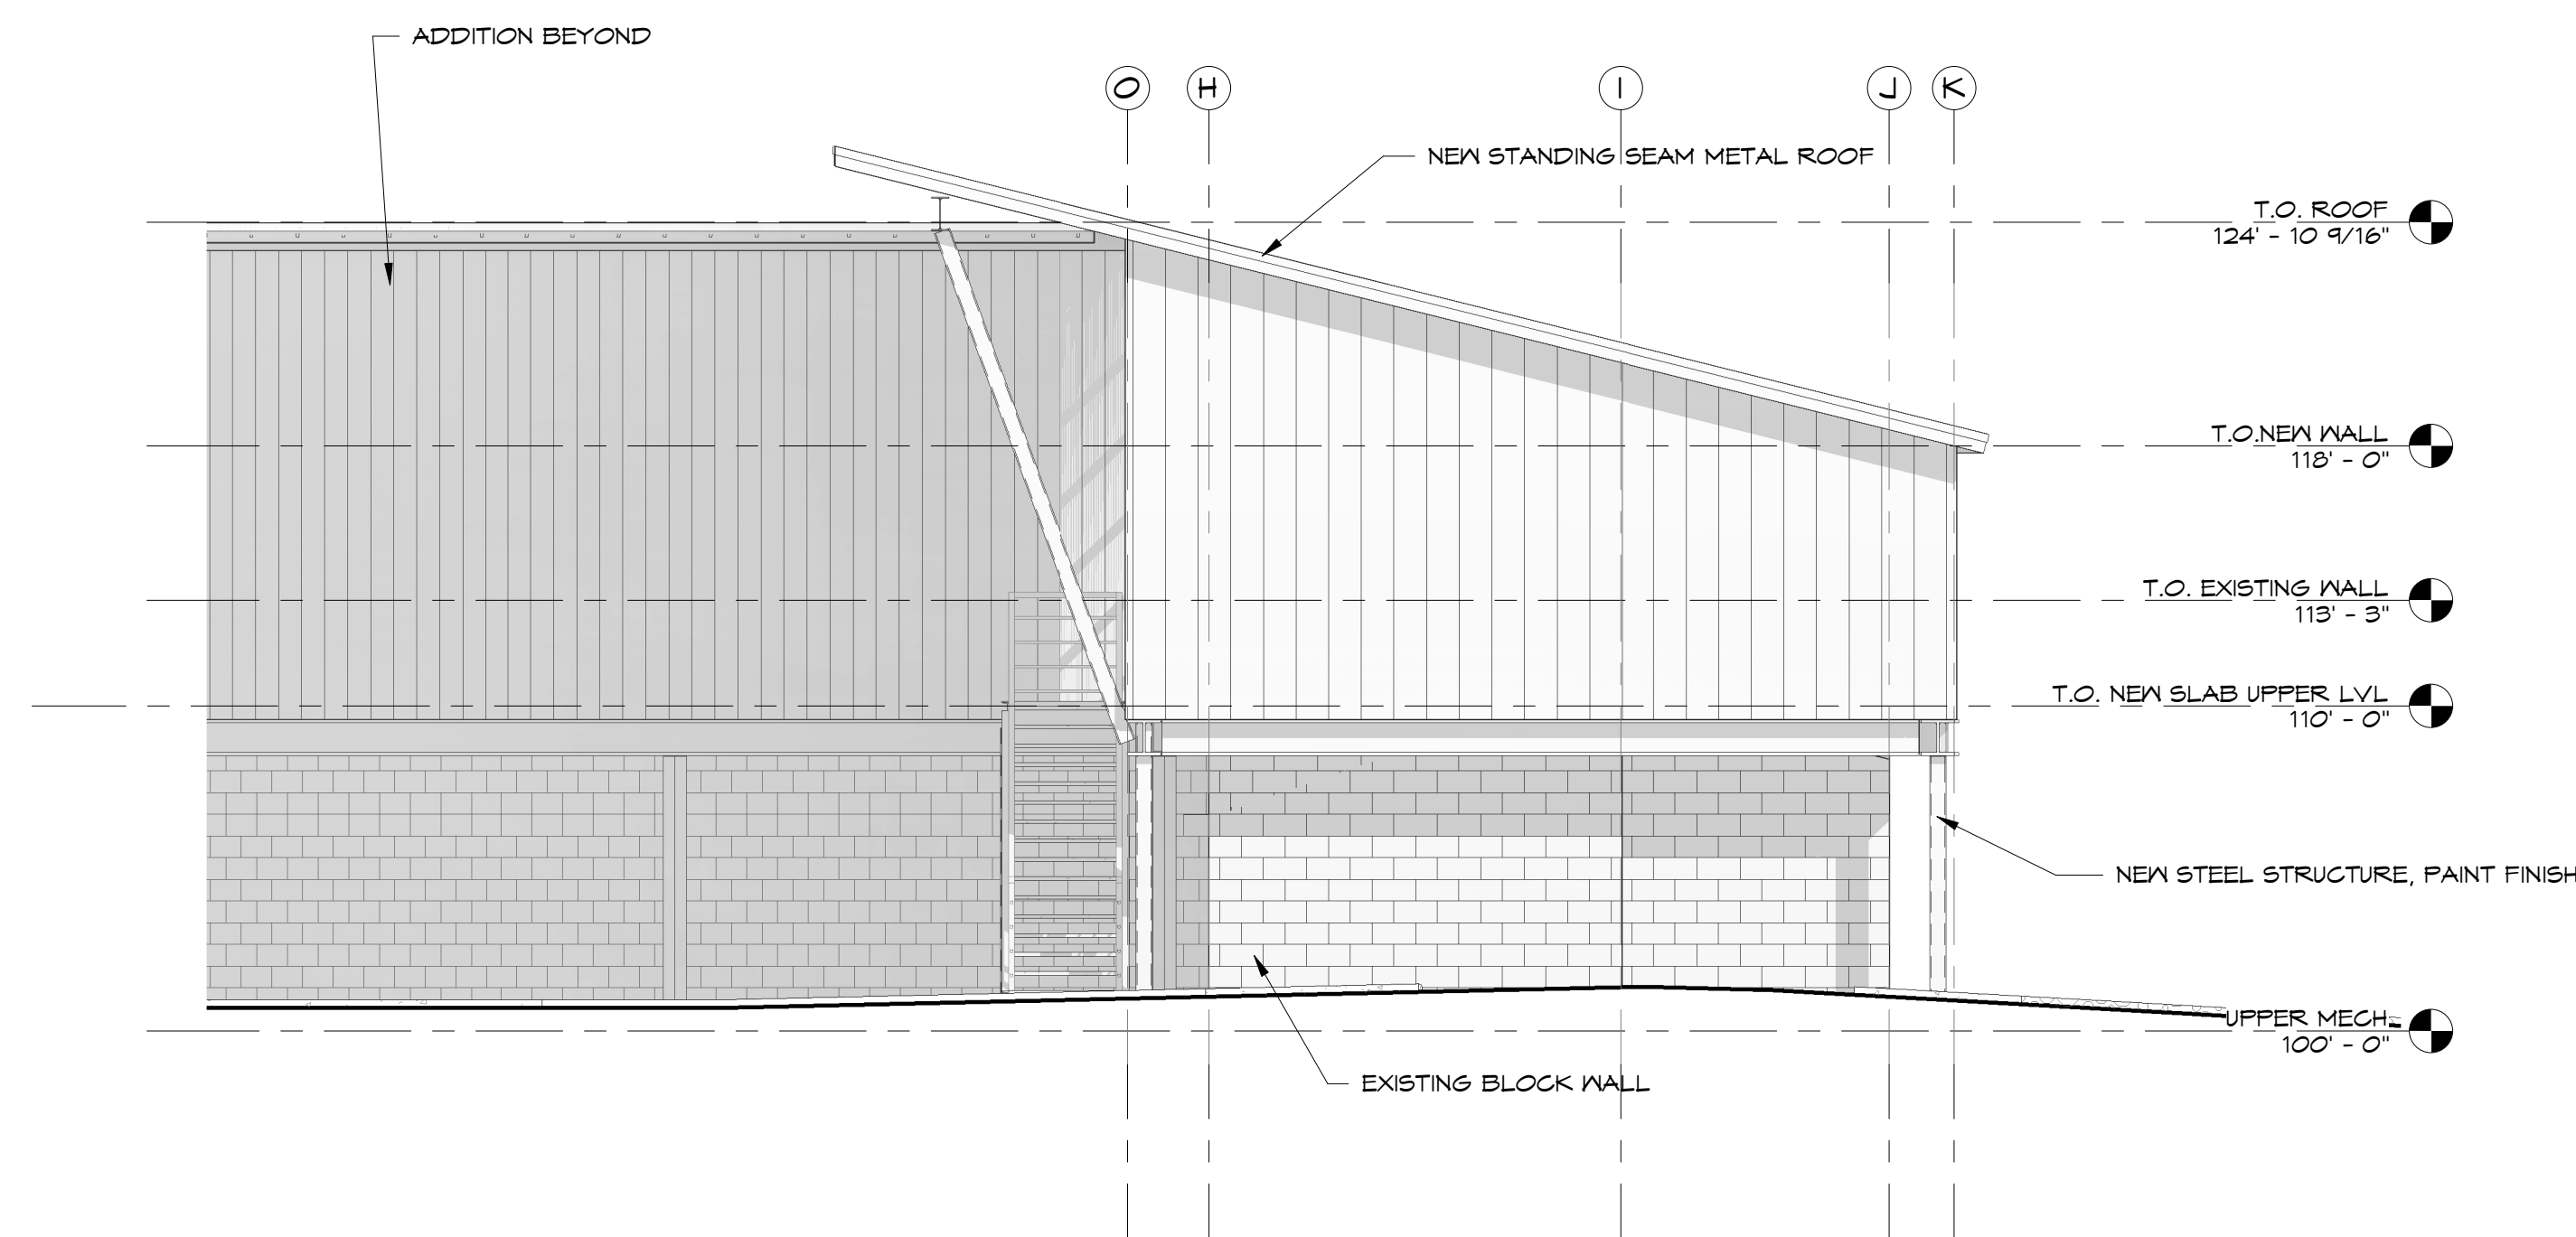 ADDITION BEYOND
O
H
I
J
K
NEW STANDING SEAM METAL ROOF
T.O. ROOF
124' - 10 9/16"
T.O.NEW WALL
118' - 0"
T.O. EXISTING WALL
113' - 3"
T.O. NEW SLAB UPPER LVL
110' - 0"
NEW STEEL STRUCTURE, PAINT FINISH
UPPER MECH.
100' - 0"
EXISTING BLOCK WALL